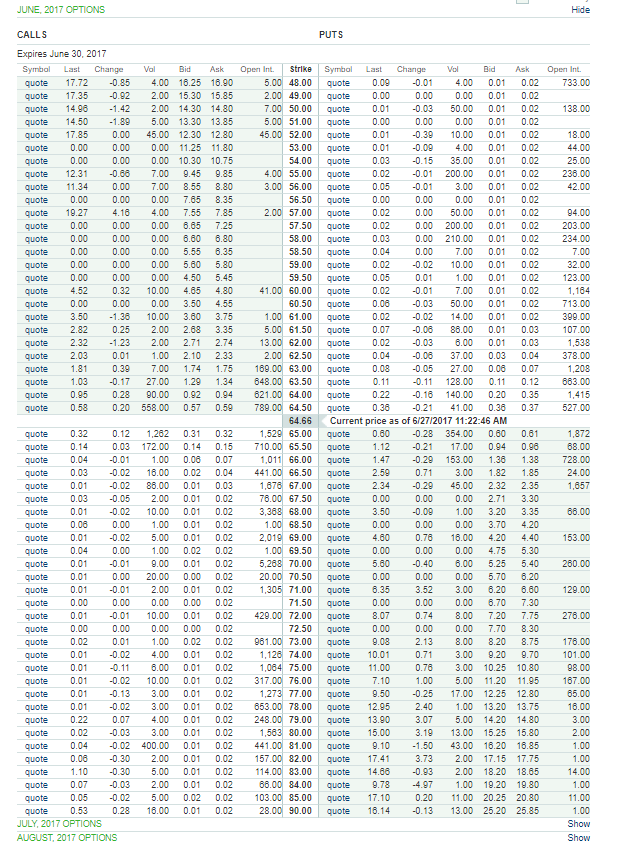 JUNE, 2017 OPTIONS Hide
CALLS PUTS
Expires June 30, 2017
Symbol Last Change Vol Bid Ask Open Int. Strike Symbol Last Change Vol Bid Ask Open Int.
quote 17.72 -0.85 4.00 16.25 16.90 5.00 48.00 quote 0.09 -0.01 4.00 0.01 0.02 733.00
quote 17.35 -0.92 2.00 15.30 15.85 2.00 49.00 quote 0.00 0.00 0.00 0.01 0.02
quote 14.96 -1.42 2.00 14.30 14.80 7.00 50.00 quote 0.01 -0.03 50.00 0.01 0.02 138.00
quote 14.50 -1.89 5.00 13.30 13.85 5.00 51.00 quote 0.00 0.00 0.00 0.01 0.02
quote 17.85 0.00 45.00 12.30 12.80 45.00 52.00 quote 0.01 -0.39 10.00 0.01 0.02 18.00
quote 0.00 0.00 0.00 11.25 11.80 53.00 quote 0.01 -0.09 4.00 0.01 0.02 44.00
quote 0.00 0.00 0.00 10.30 10.75 54.00 quote 0.03 -0.15 35.00 0.01 0.02 25.00
quote 12.31 -0.66 7.00 9.45 9.85 4.00 55.00 quote 0.02 -0.01 200.00 0.01 0.02 236.00
quote 11.34 0.00 7.00 8.55 8.80 3.00 56.00 quote 0.05 -0.01 3.00 0.01 0.02 42.00
quote 0.00 0.00 0.00 7.65 8.35 56.50 quote 0.00 0.00 0.00 0.01 0.02
quote 19.27 4.16 4.00 7.55 7.85 2.00 57.00 quote 0.02 0.00 50.00 0.01 0.02 94.00
quote 0.00 0.00 0.00 6.65 7.25 57.50 quote 0.02 0.00 200.00 0.01 0.02 203.00
quote 0.00 0.00 0.00 6.60 6.80 58.00 quote 0.03 0.00 210.00 0.01 0.02 234.00
quote 0.00 0.00 0.00 5.55 6.35 58.50 quote 0.04 0.00 7.00 0.01 0.02 7.00
quote 0.00 0.00 0.00 5.60 5.80 59.00 quote 0.02 -0.02 10.00 0.01 0.02 32.00
quote 0.00 0.00 0.00 4.50 5.45 59.50 quote 0.05 0.01 1.00 0.01 0.02 123.00
quote 4.52 0.32 10.00 4.65 4.80 41.00 60.00 quote 0.02 -0.01 7.00 0.01 0.02 1,164
quote 0.00 0.00 0.00 3.50 4.55 60.50 quote 0.06 -0.03 50.00 0.01 0.02 713.00
quote 3.50 -1.36 10.00 3.60 3.75 1.00 61.00 quote 0.02 -0.02 14.00 0.01 0.02 399.00
quote 2.82 0.25 2.00 2.68 3.35 5.00 61.50 quote 0.07 -0.06 86.00 0.01 0.03 107.00
quote 2.32 -1.23 2.00 2.71 2.74 13.00 62.00 quote 0.02 -0.03 6.00 0.01 0.03 1,538
quote 2.03 0.01 1.00 2.10 2.33 2.00 62.50 quote 0.04 -0.06 37.00 0.03 0.04 378.00
quote 1.81 0.39 7.00 1.74 1.75 169.00 63.00 quote 0.08 -0.05 27.00 0.06 0.07 1,208
quote 1.03 -0.17 27.00 1.29 1.34 648.00 63.50 quote 0.11 -0.11 128.00 0.11 0.12 663.00
quote 0.95 0.28 90.00 0.92 0.94 621.00 64.00 quote 0.22 -0.16 140.00 0.20 0.35 1,415
quote 0.58 0.20 558.00 0.57 0.59 789.00 64.50 quote 0.36 -0.21 41.00 0.36 0.37 527.00
64.66 Current price as of 6/27/2017 11:22:46 AM
quote 0.32 0.12 1,262 0.31 0.32 1,529 65.00 quote 0.60 -0.28 354.00 0.60 0.61 1,872
quote 0.14 0.03 172.00 0.14 0.15 710.00 65.50 quote 1.12 -0.21 17.00 0.94 0.96 68.00
quote 0.04 -0.01 1.00 0.06 0.07 1,011 66.00 quote 1.47 -0.29 153.00 1.36 1.38 728.00
quote 0.03 -0.02 16.00 0.02 0.04 441.00 66.50 quote 2.59 0.71 3.00 1.82 1.85 24.00
quote 0.01 -0.02 86.00 0.01 0.03 1,676 67.00 quote 2.34 -0.29 45.00 2.32 2.35 1,657
quote 0.03 -0.05 2.00 0.01 0.02 76.00 67.50 quote 0.00 0.00 0.00 2.71 3.30
quote 0.01 -0.02 10.00 0.01 0.02 3,368 68.00 quote 3.50 -0.09 1.00 3.20 3.35 66.00
quote 0.06 0.00 1.00 0.01 0.02 1.00 68.50 quote 0.00 0.00 0.00 3.70 4.20
quote 0.01 -0.02 5.00 0.01 0.02 2,019 69.00 quote 4.60 0.76 16.00 4.20 4.40 153.00
quote 0.04 0.00 1.00 0.02 0.02 1.00 69.50 quote 0.00 0.00 0.00 4.75 5.30
quote 0.01 -0.01 9.00 0.01 0.02 5,268 70.00 quote 5.60 -0.40 6.00 5.25 5.40 260.00
quote 0.01 0.00 20.00 0.00 0.02 20.00 70.50 quote 0.00 0.00 0.00 5.70 6.20
quote 0.01 -0.01 2.00 0.01 0.02 1,305 71.00 quote 6.35 3.52 3.00 6.20 6.60 129.00
quote 0.00 0.00 0.00 0.00 0.02 71.50 quote 0.00 0.00 0.00 6.70 7.30
quote 0.01 -0.01 10.00 0.01 0.02 429.00 72.00 quote 8.07 0.74 8.00 7.20 7.75 276.00
quote 0.00 0.00 0.00 0.00 0.02 72.50 quote 0.00 0.00 0.00 7.70 8.30
quote 0.02 0.01 1.00 0.02 0.02 961.00 73.00 quote 9.08 2.13 8.00 8.20 8.75 176.00
quote 0.01 -0.02 4.00 0.01 0.02 1,126 74.00 quote 10.01 0.71 3.00 9.20 9.70 101.00
quote 0.01 -0.11 6.00 0.01 0.02 1,064 75.00 quote 11.00 0.76 3.00 10.25 10.80 98.00
quote 0.01 -0.02 10.00 0.01 0.02 317.00 76.00 quote 7.10 1.00 5.00 11.20 11.95 167.00
quote 0.01 -0.13 3.00 0.01 0.02 1,273 77.00 quote 9.50 -0.25 17.00 12.25 12.80 65.00
quote 0.01 -0.02 3.00 0.01 0.02 653.00 78.00 quote 12.95 2.40 1.00 13.20 13.75 16.00
quote 0.22 0.07 4.00 0.01 0.02 248.00 79.00 quote 13.90 3.07 5.00 14.20 14.80 3.00
quote 0.02 -0.03 3.00 0.01 0.02 1,563 80.00 quote 15.00 3.19 13.00 15.25 15.80 2.00
quote 0.04 -0.02 400.00 0.01 0.02 441.00 81.00 quote 9.10 -1.50 43.00 16.20 16.85 1.00
quote 0.06 -0.30 2.00 0.01 0.02 157.00 82.00 quote 17.41 3.73 2.00 17.15 17.75 1.00
quote 1.10 -0.30 5.00 0.01 0.02 114.00 83.00 quote 14.66 -0.93 2.00 18.20 18.65 14.00
quote 0.07 -0.03 2.00 0.01 0.02 66.00 84.00 quote 9.78 -4.97 1.00 19.20 19.80 1.00
quote 0.05 -0.02 5.00 0.02 0.02 103.00 85.00 quote 17.10 0.20 11.00 20.25 20.80 11.00
quote 0.53 0.28 16.00 0.01 0.02 28.00 90.00 quote 16.14 -0.13 13.00 25.20 25.85 1.00
JULY, 2017 OPTIONS Show
AUGUST, 2017 OPTIONS Show